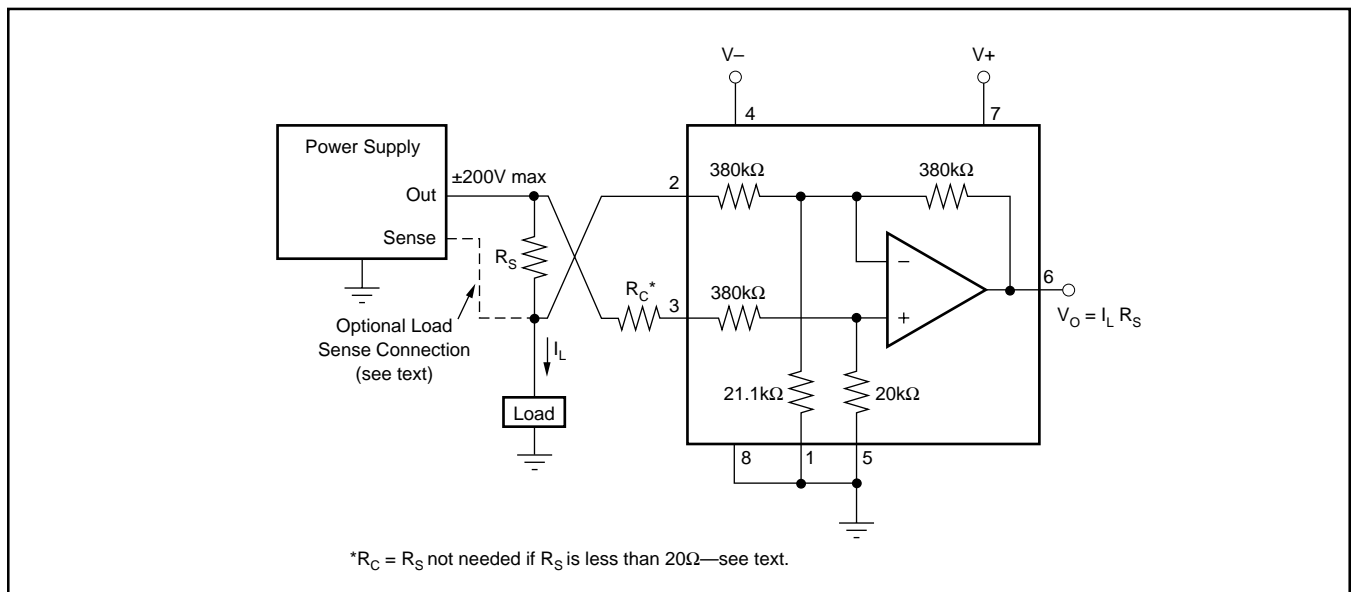 V–
V+
4
7
Power Supply
±200V max
Out
Sense
R_S
2
380kΩ
380kΩ
R_C*
3
380kΩ
–
+
6
V_O = I_L R_S
Optional Load
Sense Connection
(see text)
I_L
Load
21.1kΩ
20kΩ
8
1
5
*R_C = R_S not needed if R_S is less than 20Ω—see text.